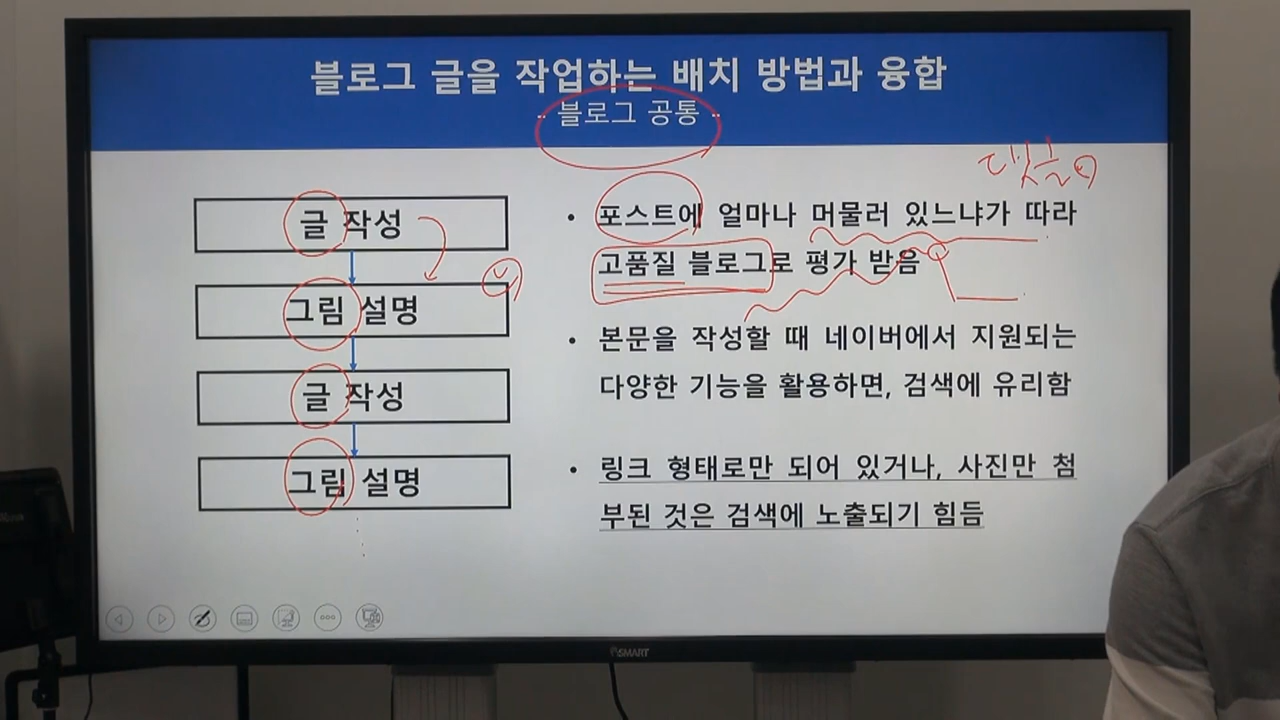 블로그 글을 작업하는 배치 방법과 융합
- 블로그 공통 -
글 작성
그림 설명
글 작성
그림 설명
댓글
• 포스트에 얼마나 머물러 있느냐가 따라
고품질 블로그로 평가 받음
• 본문을 작성할 때 네이버에서 지원되는
다양한 기능을 활용하면, 검색에 유리함
• 링크 형태로만 되어 있거나, 사진만 첨
부된 것은 검색에 노출되기 힘듬
SMART